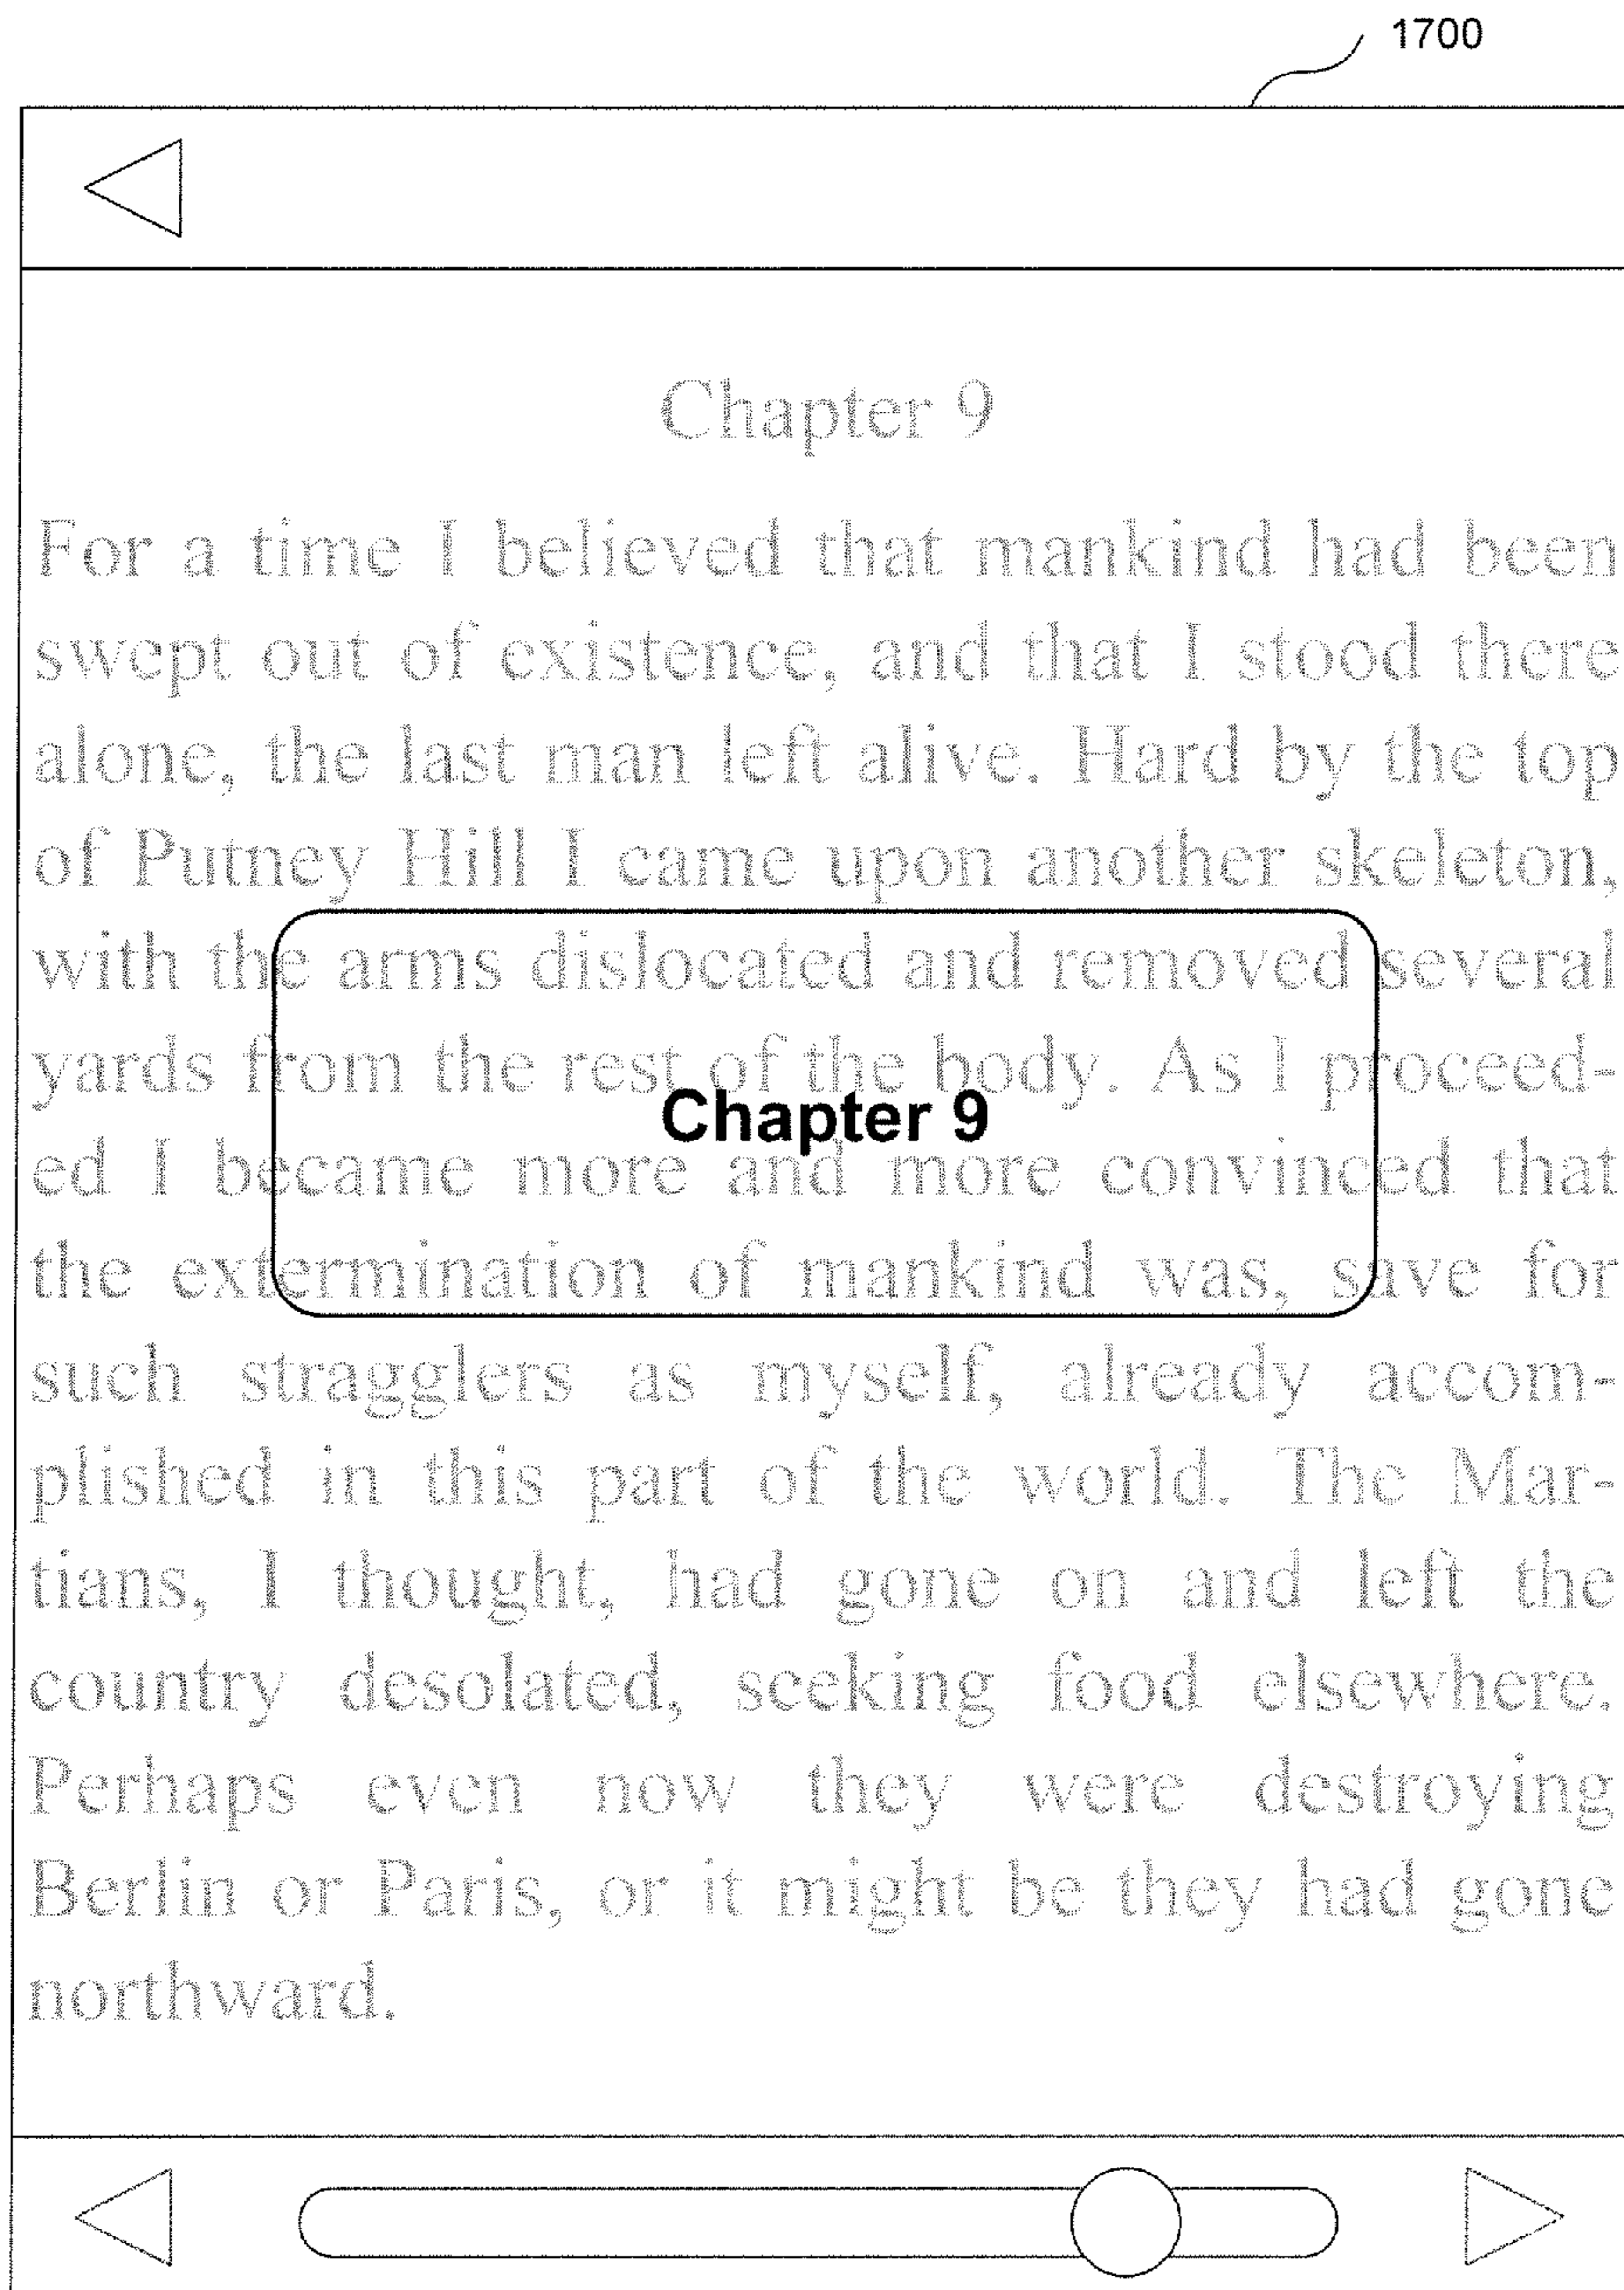 1700
Chapter 9
For a time I believed that mankind had been
swept out of existence, and that I stood there
alone, the last man left alive. Hard by the top
of Putney Hill I came upon another skeleton,
with the arms dislocated and removed several
yards from the rest of the body. As I proceed-
Chapter 9
ed I became more and more convinced that
the extermination of mankind was, save for
such stragglers as myself, already accom-
plished in this part of the world. The Mar-
tians, I thought, had gone on and left the
country desolated, seeking food elsewhere.
Perhaps even now they were destroying
Berlin or Paris, or it might be they had gone
northward.